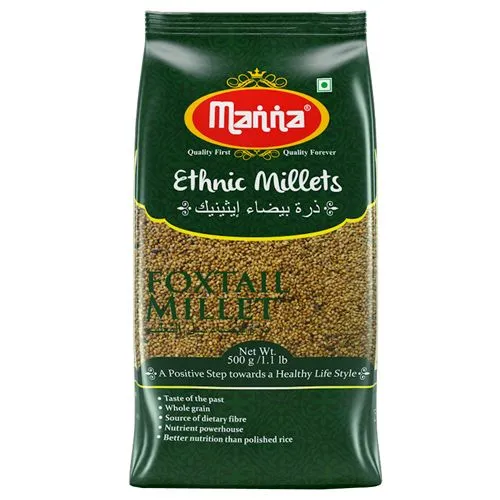 Manna®
Quality First Quality Forever
Ethnic Millets
ذرة بيضاء إيثينيك
FOXTAIL
MILLET
Net Wt.
500 g /1.1 lb
A Positive Step towards a Healthy Life Style
• Taste of the past
• Whole grain
• Source of dietary fibre
• Nutrient powerhouse
• Better nutrition than polished rice